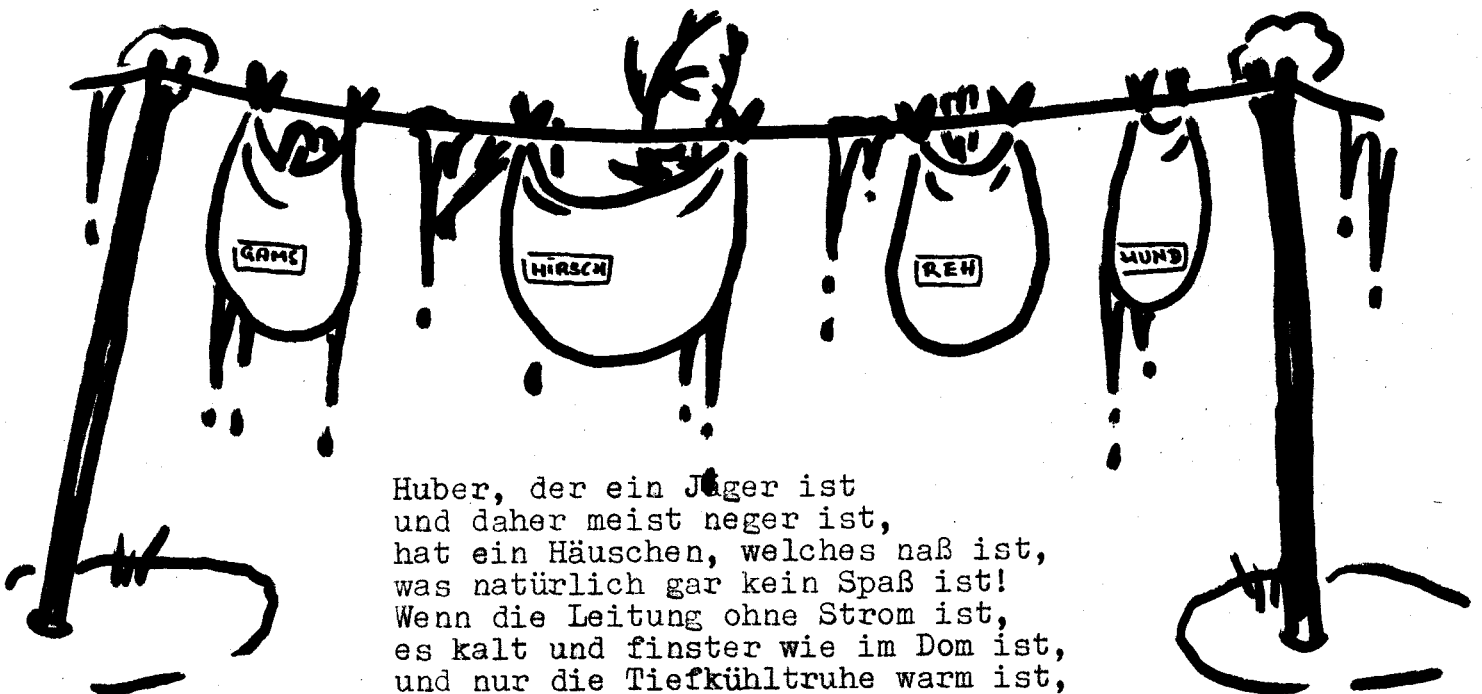 GAMS
HIRSCH
REH
HUND
Huber, der ein Jäger ist
und daher meist neger ist,
hat ein Häuschen, welches naß ist,
was natürlich gar kein Spaß ist!
Wenn die Leitung ohne Strom ist,
es kalt und finster wie im Dom ist,
und nur die Tiefkühltruhe warm ist,